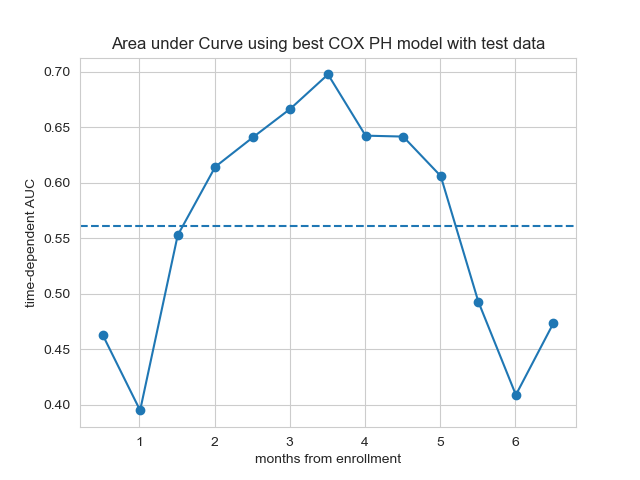 Area under Curve using best COX PH model with test data
time-dependent AUC
0.70
0.65
0.60
0.55
0.50
0.45
0.40
1 2 3 4 5 6
months from enrollment